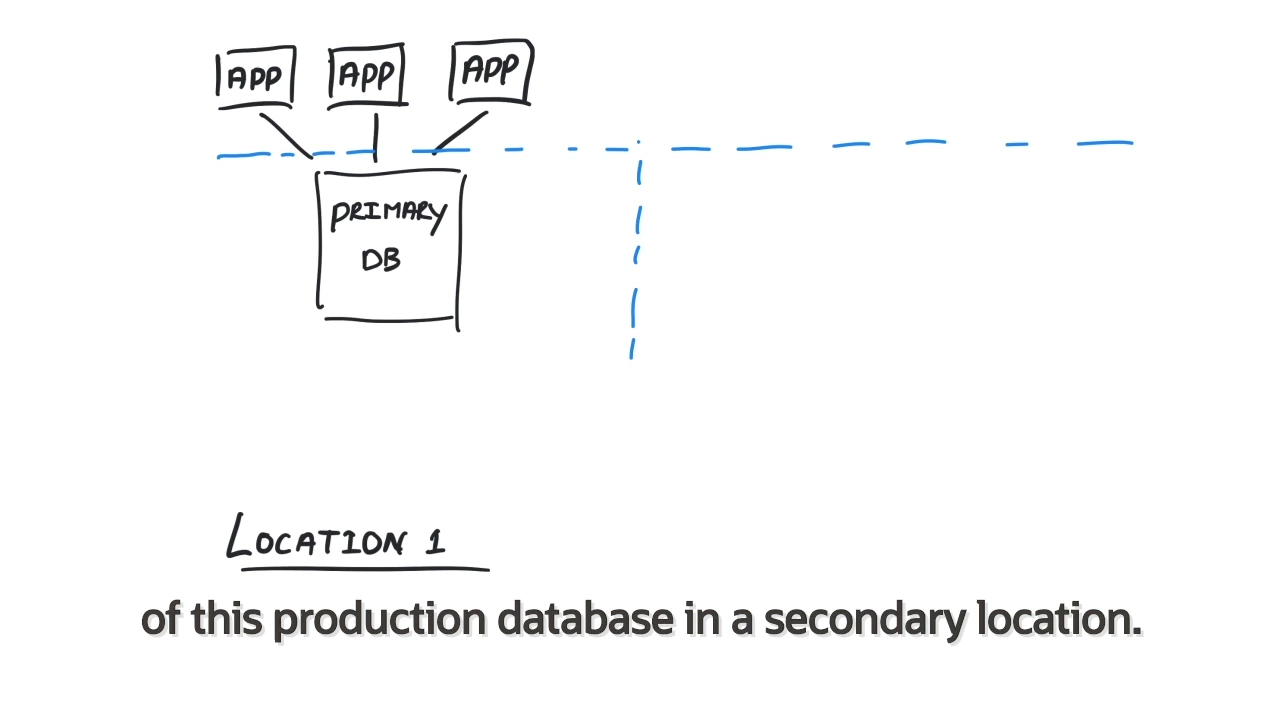 APP APP APP
PRIMARY
DB
LOCATION 1
of this production database in a secondary location.